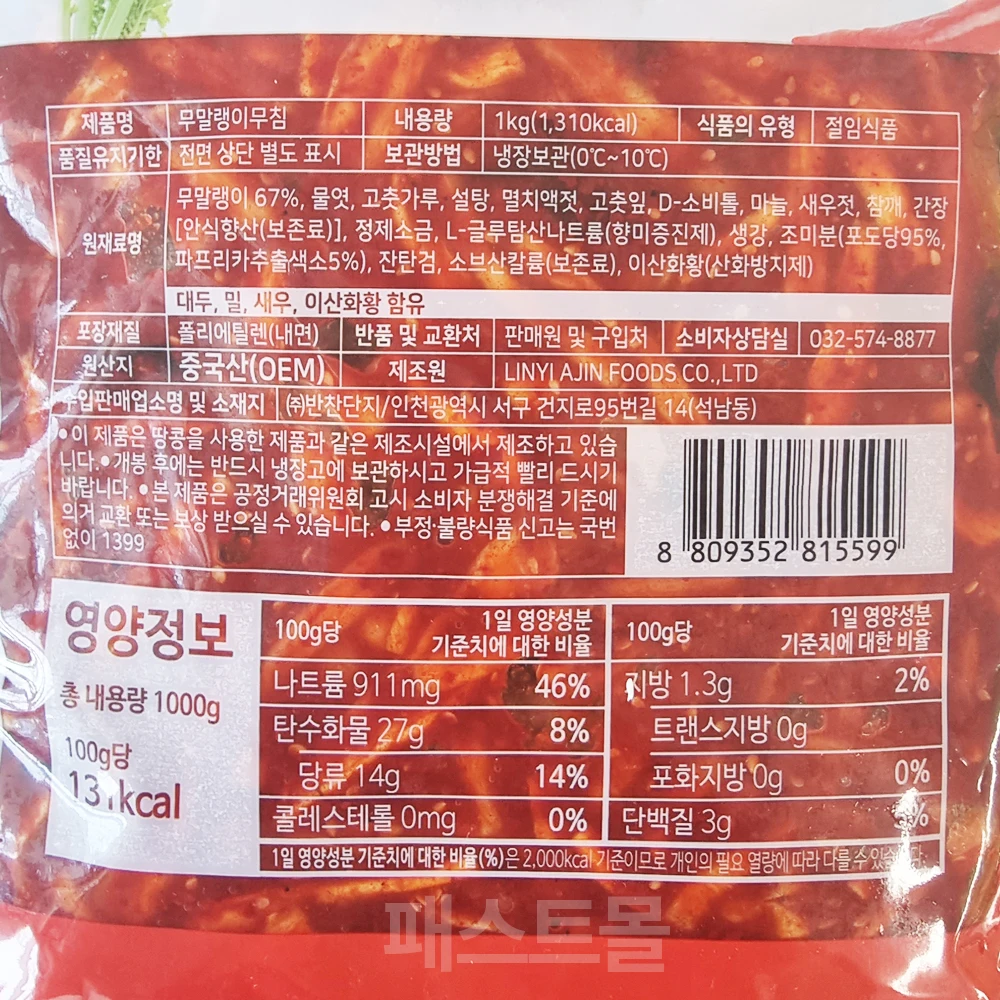 제품명 무말랭이무침 내용량 1kg(1,310kcal) 식품의 유형 절임식품
품질유지기한 전면 상단 별도 표시 보관방법 냉장보관(0℃~10℃)
원재료명
무말랭이 67%, 물엿, 고춧가루, 설탕, 멸치액젓, 고춧잎, D-소비톨, 마늘, 새우젓, 참깨, 간장
[안식향산(보존료)], 정제소금, L-글루탐산나트륨(향미증진제), 생강, 조미분(포도당95%,
파프리카추출색소5%), 잔탄검, 소브산칼륨(보존료), 이산화황(산화방지제)
대두, 밀, 새우, 이산화황 함유
포장재질 폴리에틸렌(내면) 반품 및 교환처 판매원 및 구입처 소비자상담실 032-574-8877
원산지 중국산(OEM) 제조원 LINYI AJIN FOODS CO.,LTD
수입판매업소명 및 소재지 ㈜반찬단지/인천광역시 서구 건지로95번길 14(석남동)
• 이 제품은 땅콩을 사용한 제품과 같은 제조시설에서 제조하고 있습
니다. • 개봉 후에는 반드시 냉장고에 보관하시고 가급적 빨리 드시기
바랍니다. • 본 제품은 공정거래위원회 고시 소비자 분쟁해결 기준에
의거 교환 또는 보상 받으실 수 있습니다. • 부정·불량식품 신고는 국번
없이 1399
8 809352 815599
영양정보
총 내용량 1000g
100g당
131kcal
100g당 1일 영양성분
기준치에 대한 비율
나트륨 911mg 46%
탄수화물 27g 8%
당류 14g 14%
콜레스테롤 0mg 0%
100g당 1일 영양성분
기준치에 대한 비율
지방 1.3g 2%
트랜스지방 0g
포화지방 0g 0%
단백질 3g
1일 영양성분 기준치에 대한 비율(%)은 2,000kcal 기준이므로 개인의 필요 열량에 따라 다를 수 있습니다.
패스트몰